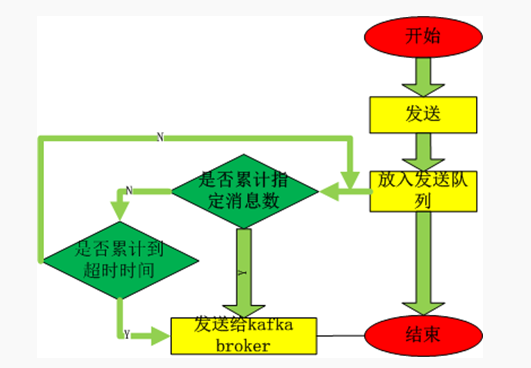 开始
发送
放入发送队
列
N
是否累计指
定消息数
N
是否累计到
超时时间
Y
Y
发送给kafka
broker
结束